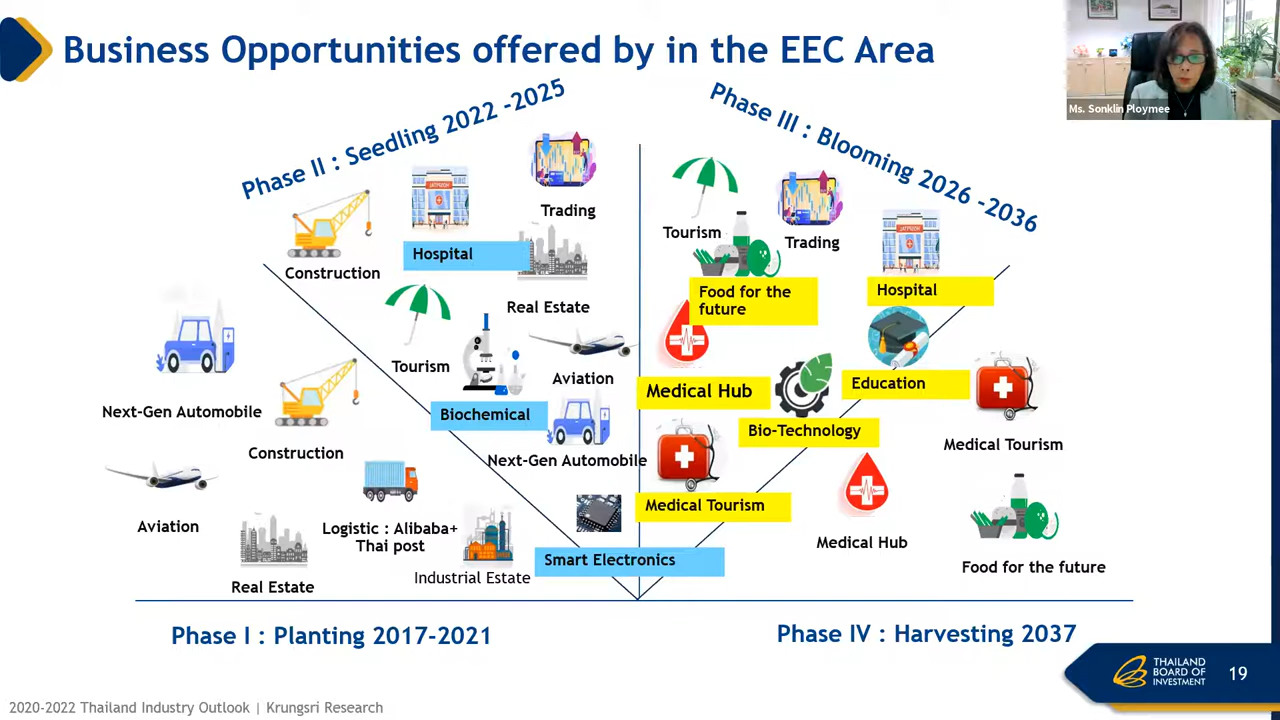 Business Opportunities offered by in the EEC Area
Ms. Sonklin Ploymee
Phase II : Seedling 2022 -2025
Phase III : Blooming 2026 -2036
Trading
Hospital
Construction
Real Estate
Tourism
Aviation
Biochemical
Next-Gen Automobile
Smart Electronics
Tourism
Trading
Food for the
future
Hospital
Medical Hub
Education
Bio-Technology
Medical Tourism
Next-Gen Automobile
Construction
Aviation
Logistic : Alibaba+
Thai post
Real Estate
Industrial Estate
Medical Tourism
Medical Hub
Food for the future
Phase I : Planting 2017-2021
Phase IV : Harvesting 2037
THAILAND
BOARD OF
INVESTMENT
19
2020-2022 Thailand Industry Outlook | Krungsri Research